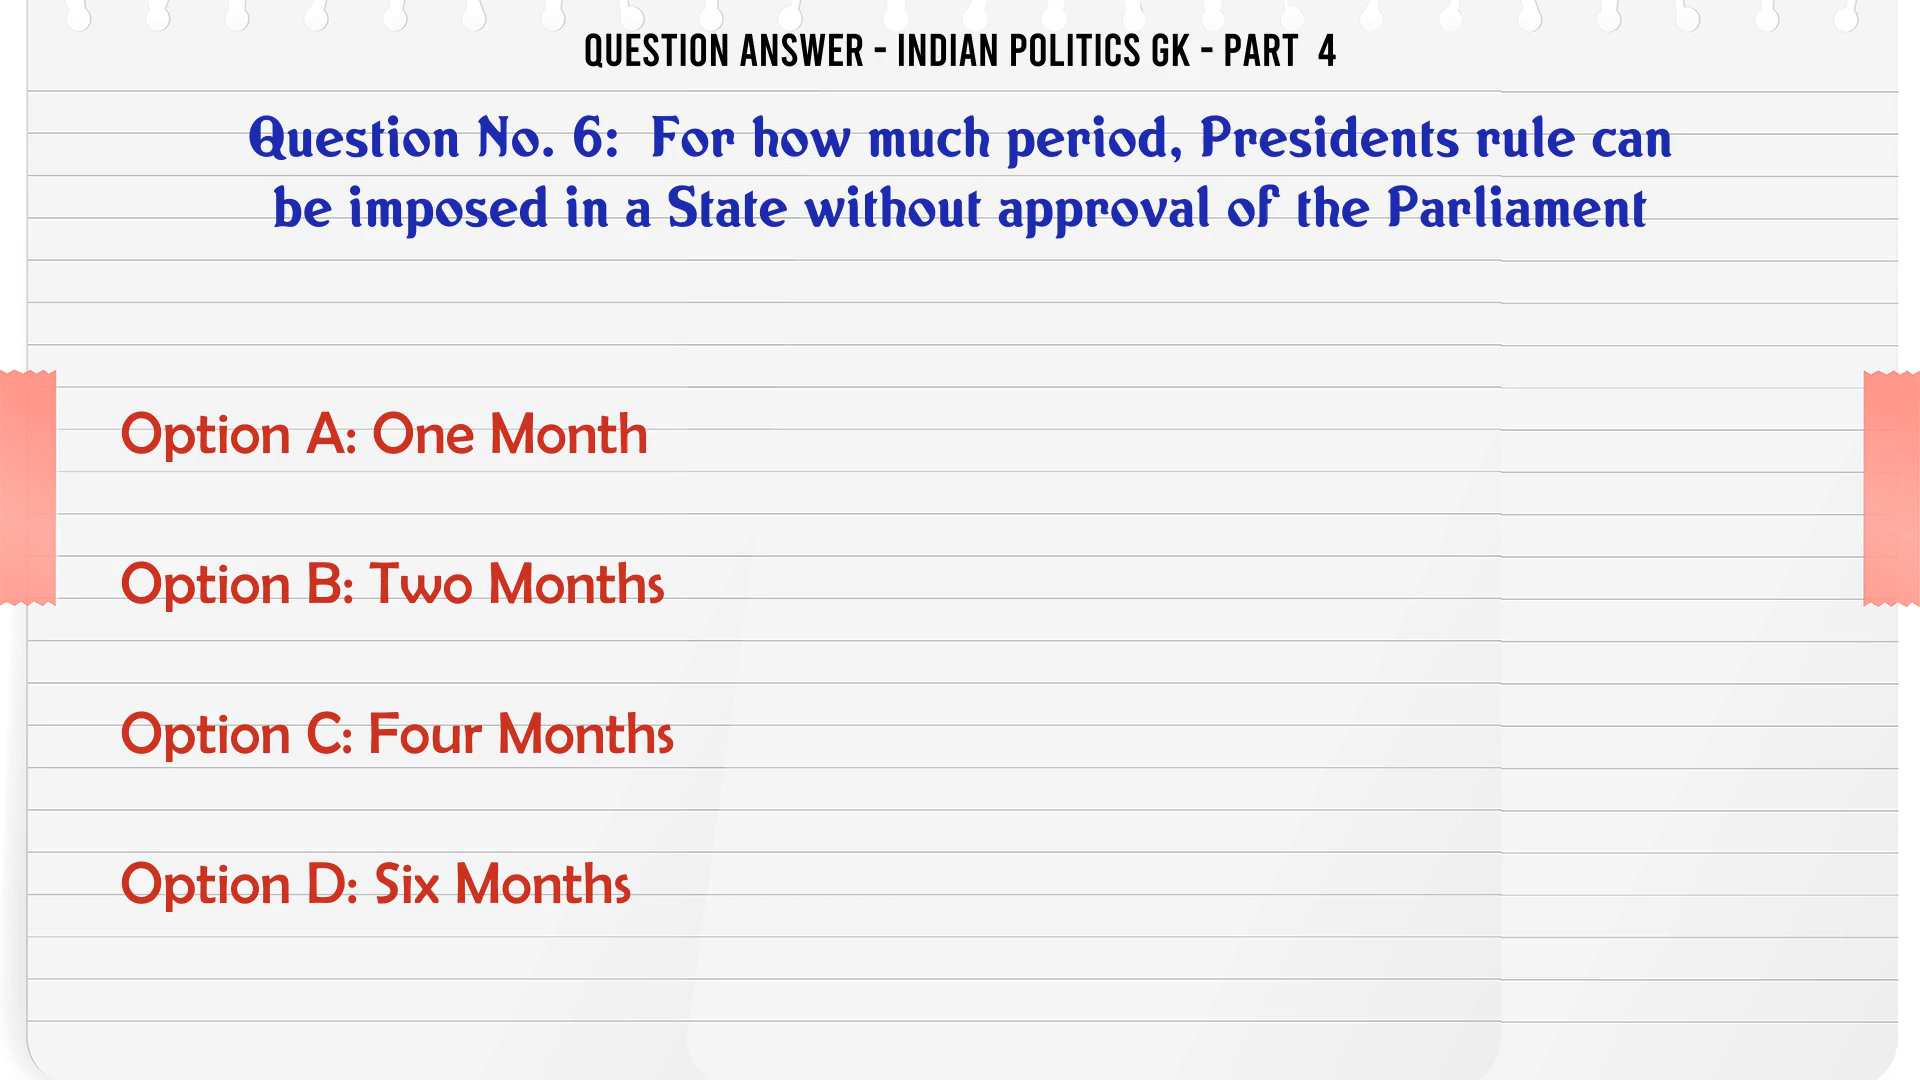 QUESTION ANSWER - INDIAN POLITICS GK - PART 4
Question No. 6: For how much period, Presidents rule can
be imposed in a State without approval of the Parliament
Option A: One Month
Option B: Two Months
Option C: Four Months
Option D: Six Months